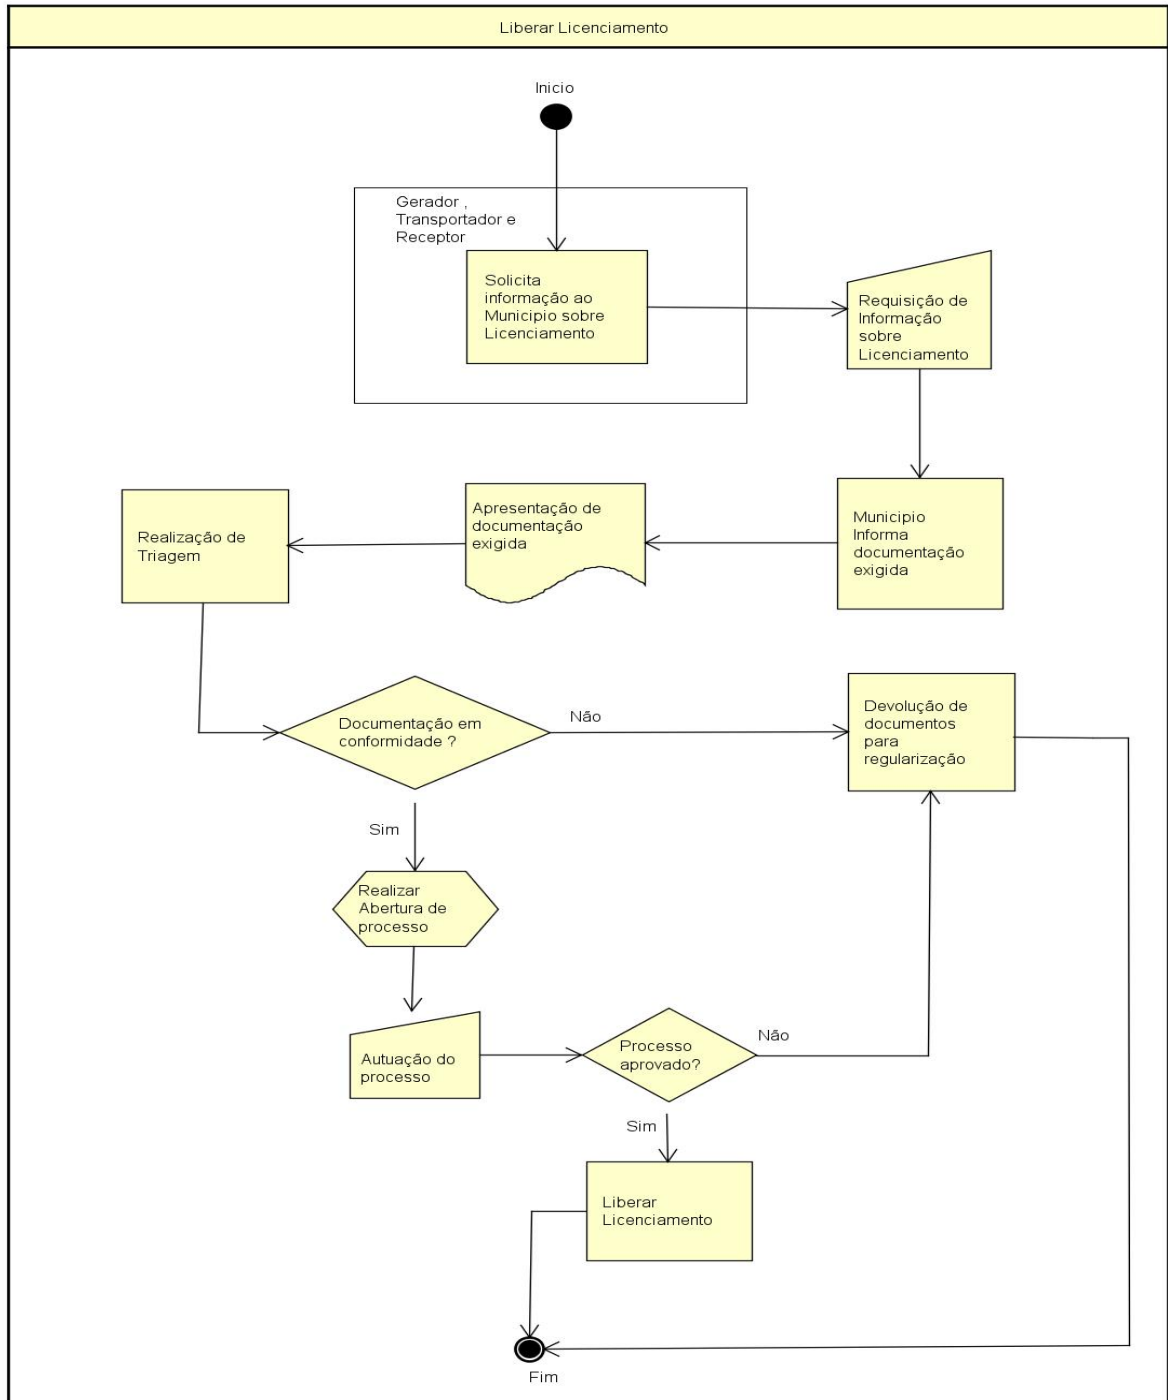 Liberar Licenciamento
Inicio
Gerador ,
Transportador e
Receptor
Solicita
informação ao
Municipio sobre
Licenciamento
Requisição de
Informação
sobre
Licenciamento
Municipio
Informa
documentação
exigida
Apresentação de
documentação
exigida
Realização de
Triagem
Documentação em
conformidade ?
Não
Devolução de
documentos
para
regularização
Sim
Realizar
Abertura de
processo
Autuação do
processo
Processo
aprovado?
Não
Sim
Liberar
Licenciamento
Fim